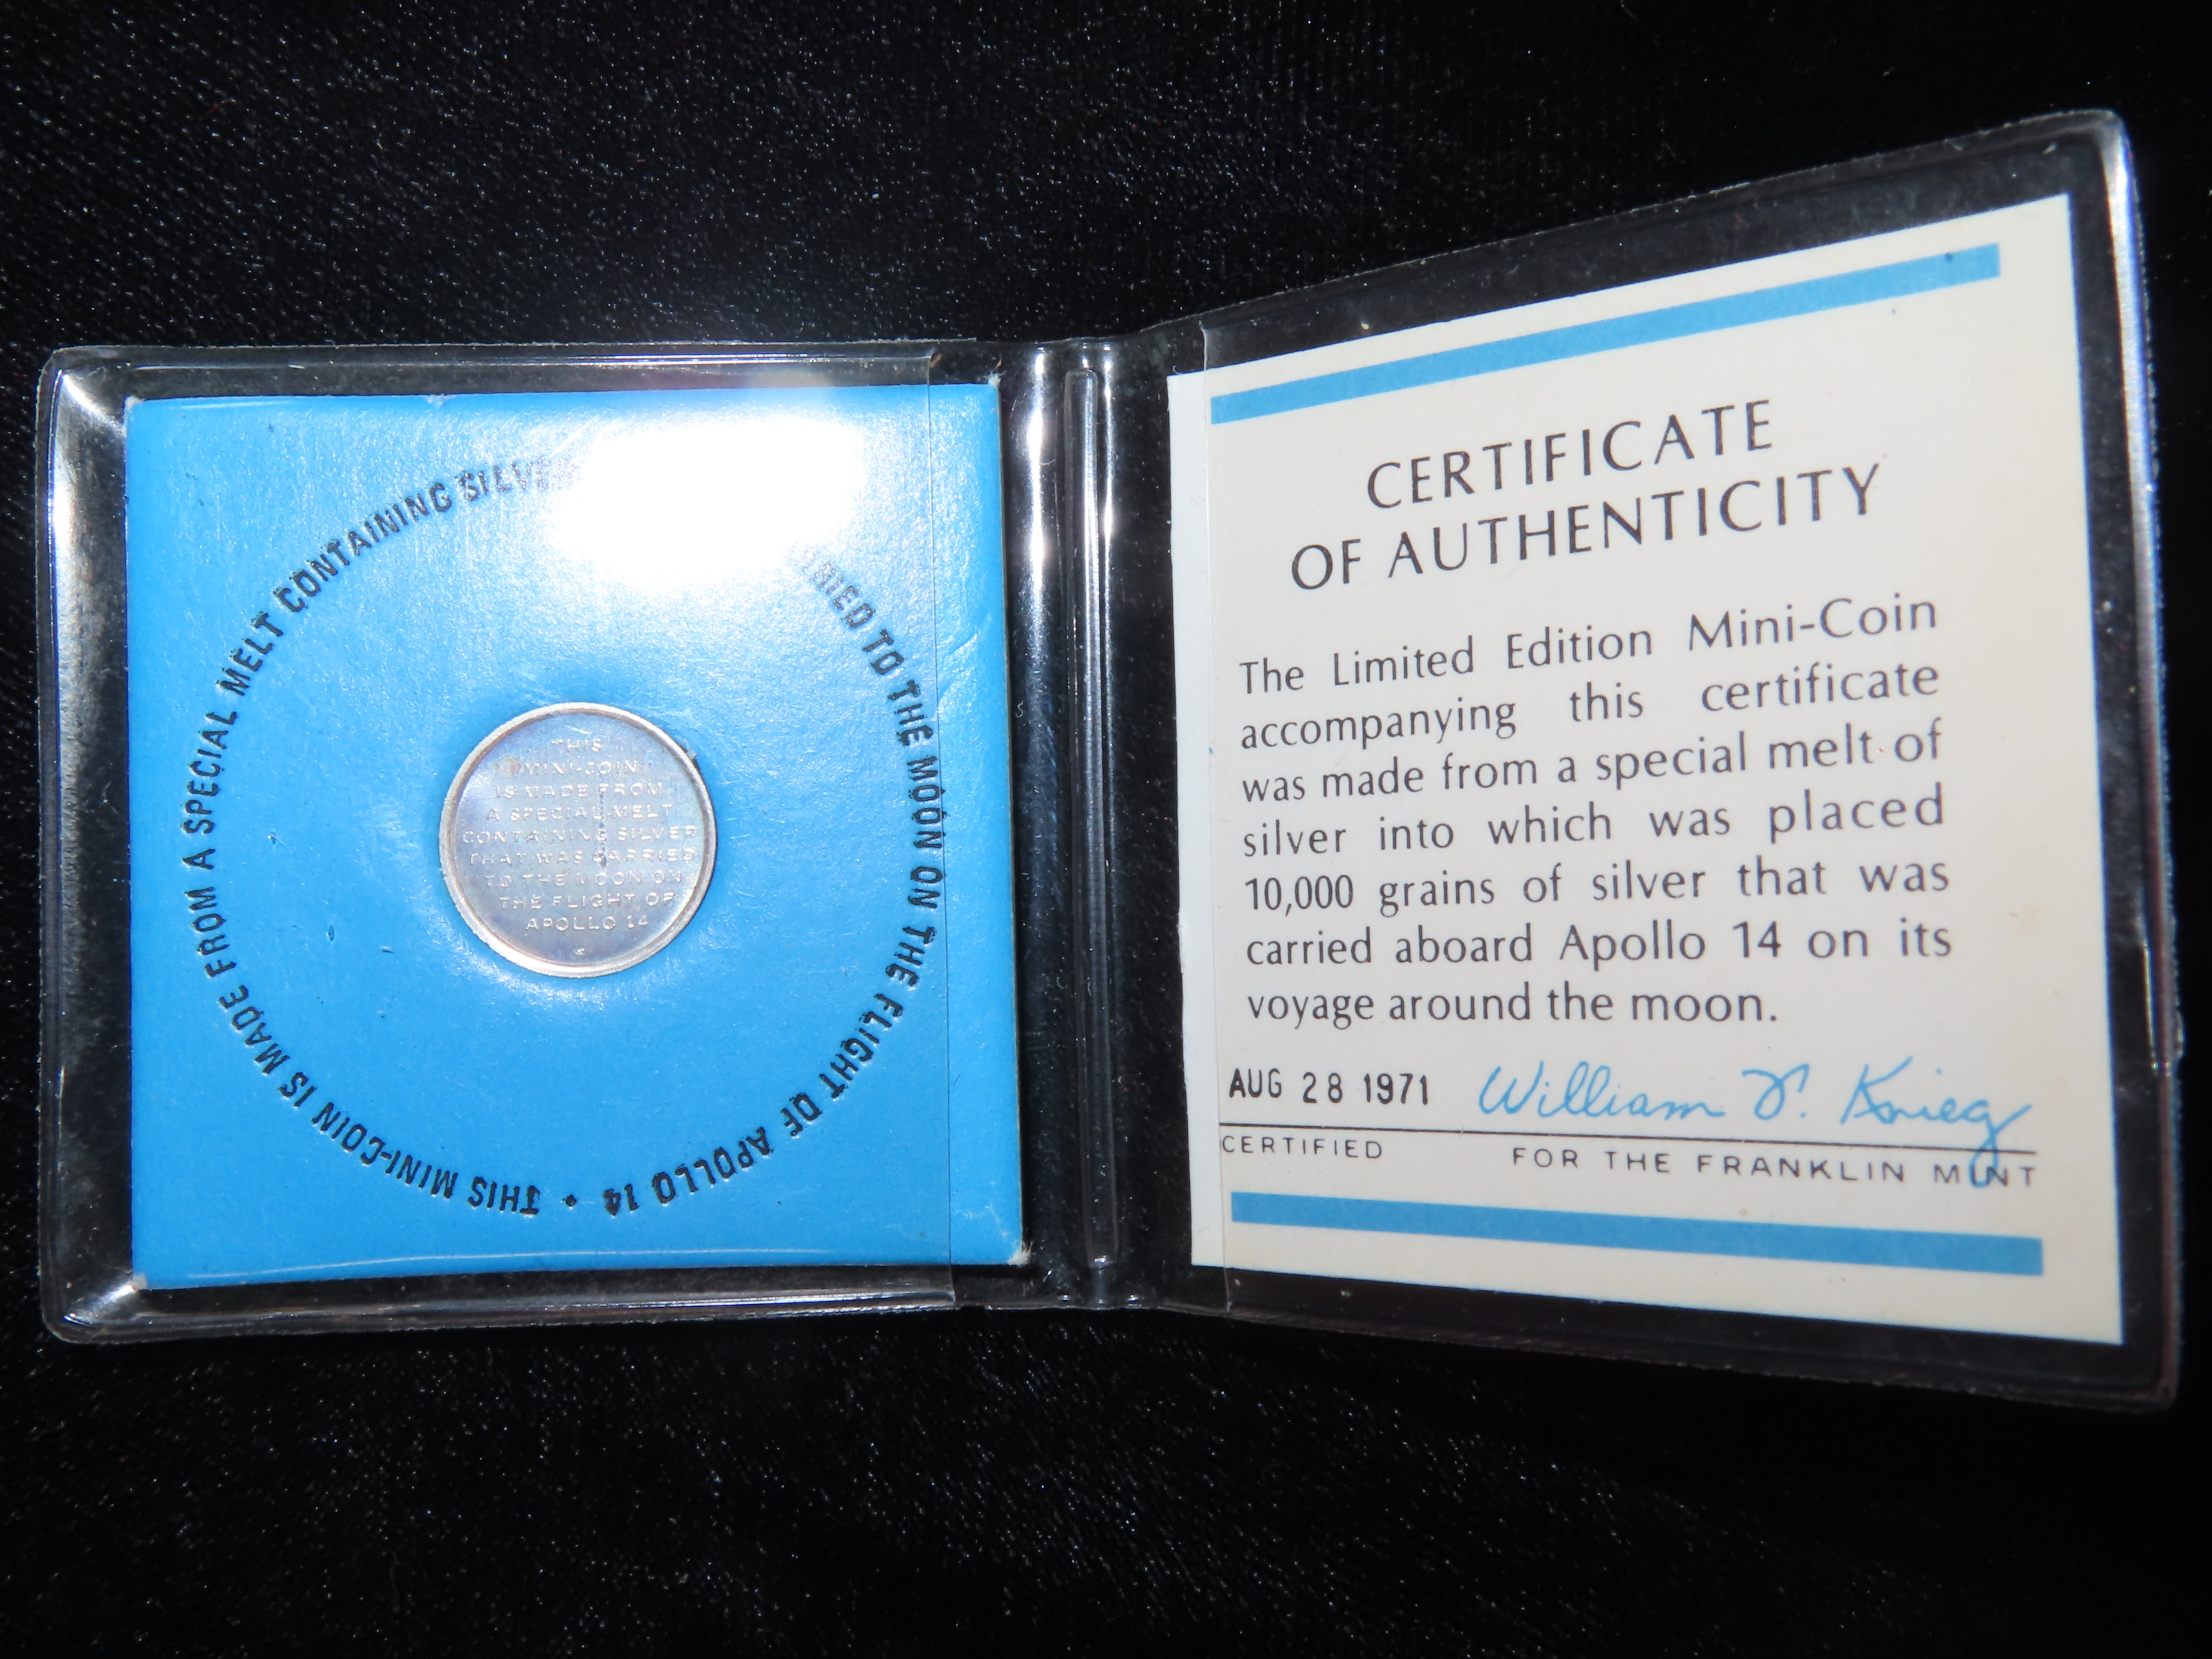 THIS MINI-COIN IS MADE FROM A SPECIAL MELT CONTAINING SILVER TO THE MOON ON THE FLIGHT OF APOLLO 14 •
THIS
MINI-COIN
IS MADE FROM
A SPECIAL MELT
CONTAINING SILVER
THAT WAS CARRIED
TO THE MOON ON
THE FLIGHT OF
APOLLO 14
CERTIFICATE
OF AUTHENTICITY
The Limited Edition Mini-Coin
accompanying this certificate
was made from a special melt of
silver into which was placed
10,000 grains of silver that was
carried aboard Apollo 14 on its
voyage around the moon.
AUG 28 1971 William T. Krieg
CERTIFIED FOR THE FRANKLIN MINT